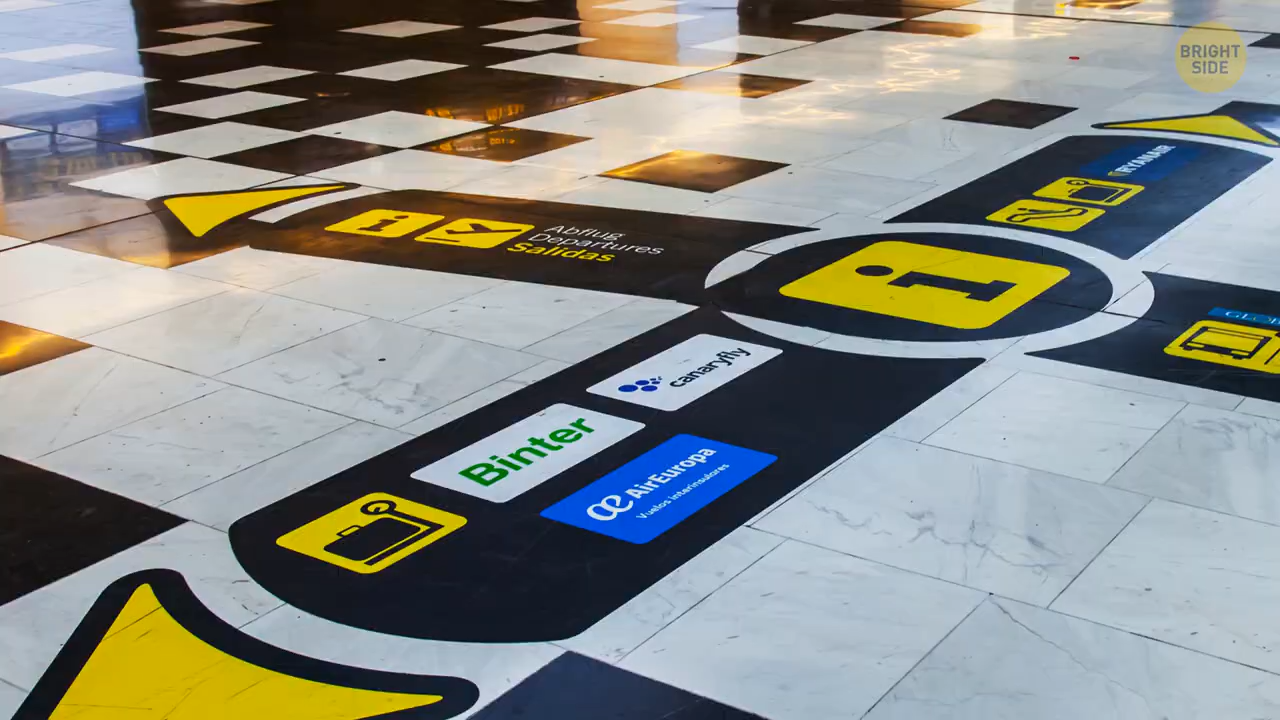 BRIGHT
SIDE
RYANAIR
Abflug
Departures
Salidas
i
i
canaryfly
Binter
AirEuropa
Vuelos interinsulares